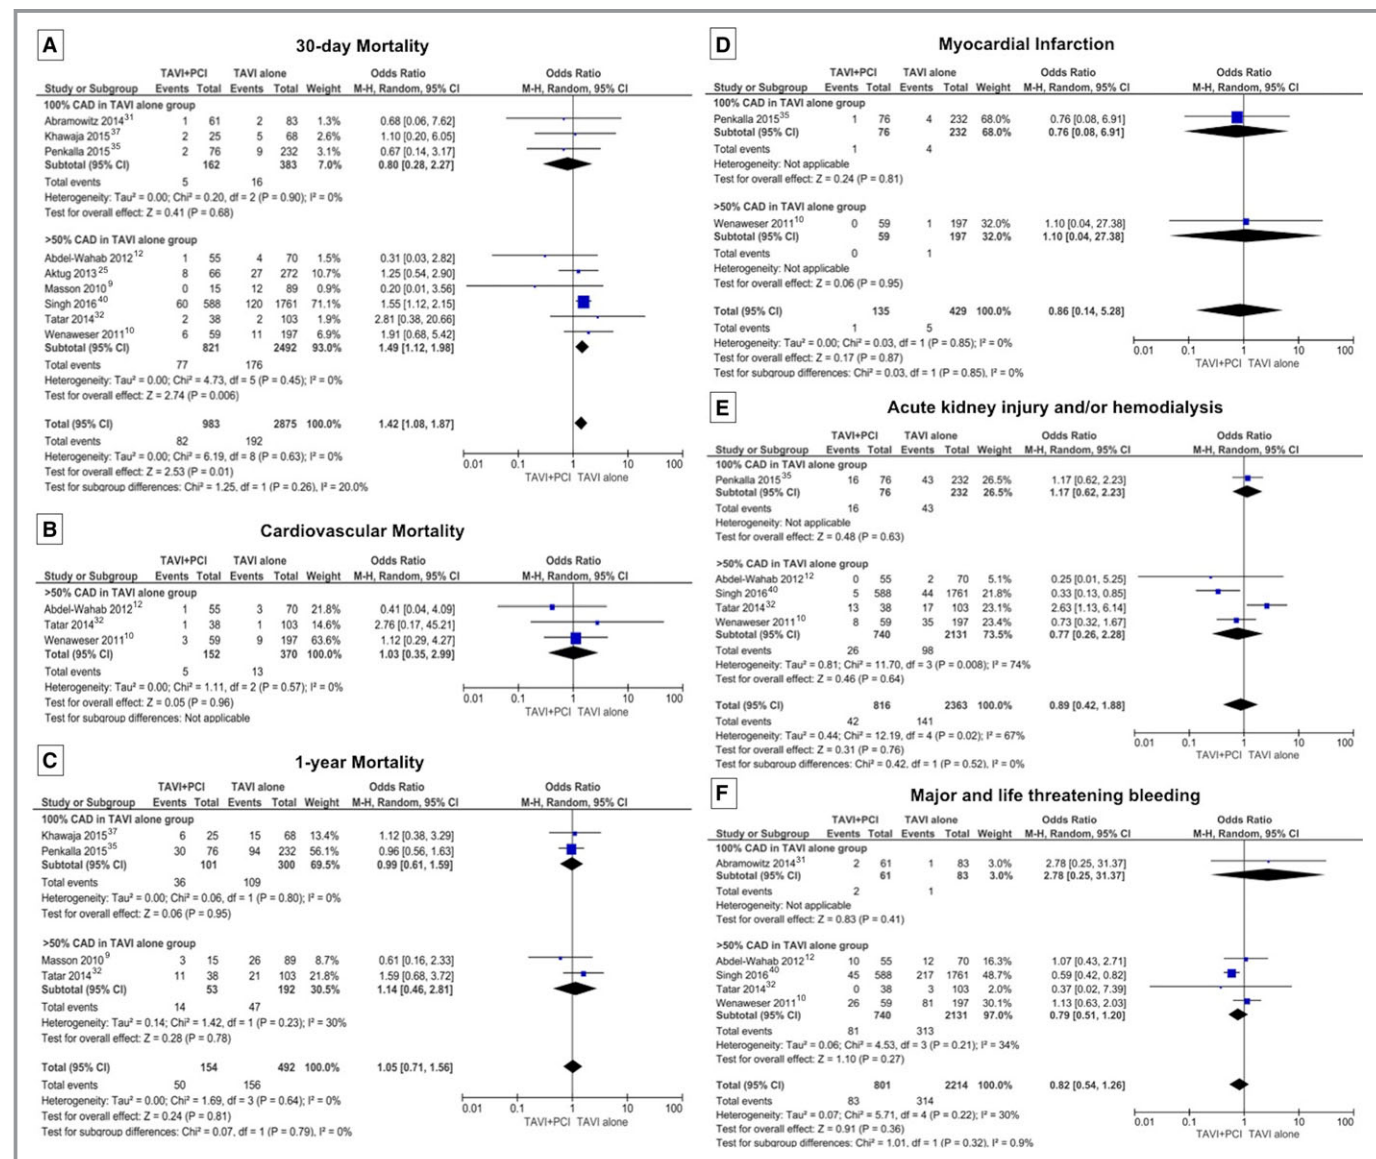 A
30-day Mortality
TAVI+PCI TAVI alone Odds Ratio Odds Ratio
Study or Subgroup Events Total Events Total Weight M-H, Random, 95% CI M-H, Random, 95% CI
100% CAD in TAVI alone group
Abramowitz 2014³¹ 1 61 2 83 1.3% 0.68 [0.06, 7.62]
Khawaja 2015³⁷ 2 25 5 68 2.6% 1.10 [0.20, 6.05]
Penkalla 2015³⁵ 2 76 9 232 3.1% 0.67 [0.14, 3.17]
Subtotal (95% CI) 162 383 7.0% 0.80 [0.28, 2.27]
Total events 5 16
Heterogeneity: Tau² = 0.00; Chi² = 0.20, df = 2 (P = 0.90); I² = 0%
Test for overall effect: Z = 0.41 (P = 0.68)
>50% CAD in TAVI alone group
Abdel-Wahab 2012¹² 1 55 4 70 1.5% 0.31 [0.03, 2.82]
Aktug 2013²⁵ 8 66 27 272 10.7% 1.25 [0.54, 2.90]
Masson 2010⁹ 0 15 12 89 0.9% 0.20 [0.01, 3.56]
Singh 2016⁴⁰ 60 588 120 1761 71.1% 1.55 [1.12, 2.15]
Tatar 2014³² 2 38 2 103 1.9% 2.81 [0.38, 20.66]
Wenaweser 2011¹⁰ 6 59 11 197 6.9% 1.91 [0.68, 5.42]
Subtotal (95% CI) 821 2492 93.0% 1.49 [1.12, 1.98]
Total events 77 176
Heterogeneity: Tau² = 0.00; Chi² = 4.73, df = 5 (P = 0.45); I² = 0%
Test for overall effect: Z = 2.74 (P = 0.006)
Total (95% CI) 983 2875 100.0% 1.42 [1.08, 1.87]
Total events 82 192
Heterogeneity: Tau² = 0.00; Chi² = 6.19, df = 8 (P = 0.63); I² = 0%
Test for overall effect: Z = 2.53 (P = 0.01)
Test for subgroup differences: Chi² = 1.25, df = 1 (P = 0.26), I² = 20.0%
0.01 0.1 1 10 100
TAVI+PCI TAVI alone
B
Cardiovascular Mortality
TAVI+PCI TAVI alone Odds Ratio Odds Ratio
Study or Subgroup Events Total Events Total Weight M-H, Random, 95% CI M-H, Random, 95% CI
>50% CAD in TAVI alone group
Abdel-Wahab 2012¹² 1 55 3 70 21.8% 0.41 [0.04, 4.09]
Tatar 2014³² 1 38 1 103 14.6% 2.76 [0.17, 45.21]
Wenaweser 2011¹⁰ 3 59 9 197 63.6% 1.12 [0.29, 4.27]
Total (95% CI) 152 370 100.0% 1.03 [0.35, 2.99]
Total events 5 13
Heterogeneity: Tau² = 0.00; Chi² = 1.11, df = 2 (P = 0.57); I² = 0%
Test for overall effect: Z = 0.05 (P = 0.96)
Test for subgroup differences: Not applicable
0.01 0.1 1 10 100
TAVI+PCI TAVI alone
C
1-year Mortality
TAVI+PCI TAVI alone Odds Ratio Odds Ratio
Study or Subgroup Events Total Events Total Weight M-H, Random, 95% CI M-H, Random, 95% CI
100% CAD in TAVI alone group
Khawaja 2015³⁷ 6 25 15 68 13.4% 1.12 [0.38, 3.29]
Penkalla 2015³⁵ 30 76 94 232 56.1% 0.96 [0.56, 1.63]
Subtotal (95% CI) 101 300 69.5% 0.99 [0.61, 1.59]
Total events 36 109
Heterogeneity: Tau² = 0.00; Chi² = 0.06, df = 1 (P = 0.80); I² = 0%
Test for overall effect: Z = 0.06 (P = 0.95)
>50% CAD in TAVI alone group
Masson 2010⁹ 3 15 26 89 8.7% 0.61 [0.16, 2.33]
Tatar 2014³² 11 38 21 103 21.8% 1.59 [0.68, 3.72]
Subtotal (95% CI) 53 192 30.5% 1.14 [0.46, 2.81]
Total events 14 47
Heterogeneity: Tau² = 0.14; Chi² = 1.42, df = 1 (P = 0.23); I² = 30%
Test for overall effect: Z = 0.28 (P = 0.78)
Total (95% CI) 154 492 100.0% 1.05 [0.71, 1.56]
Total events 50 156
Heterogeneity: Tau² = 0.00; Chi² = 1.69, df = 3 (P = 0.64); I² = 0%
Test for overall effect: Z = 0.24 (P = 0.81)
Test for subgroup differences: Chi² = 0.07, df = 1 (P = 0.79), I² = 0%
0.01 0.1 1 10 100
TAVI+PCI TAVI alone
D
Myocardial Infarction
TAVI+PCI TAVI alone Odds Ratio Odds Ratio
Study or Subgroup Events Total Events Total Weight M-H, Random, 95% CI M-H, Random, 95% CI
100% CAD in TAVI alone group
Penkalla 2015³⁵ 1 76 4 232 68.0% 0.76 [0.08, 6.91]
Subtotal (95% CI) 76 232 68.0% 0.76 [0.08, 6.91]
Total events 1 4
Heterogeneity: Not applicable
Test for overall effect: Z = 0.24 (P = 0.81)
>50% CAD in TAVI alone group
Wenaweser 2011¹⁰ 0 59 1 197 32.0% 1.10 [0.04, 27.38]
Subtotal (95% CI) 59 197 32.0% 1.10 [0.04, 27.38]
Total events 0 1
Heterogeneity: Not applicable
Test for overall effect: Z = 0.06 (P = 0.95)
Total (95% CI) 135 429 100.0% 0.86 [0.14, 5.28]
Total events 1 5
Heterogeneity: Tau² = 0.00; Chi² = 0.03, df = 1 (P = 0.85); I² = 0%
Test for overall effect: Z = 0.17 (P = 0.87)
Test for subgroup differences: Chi² = 0.03, df = 1 (P = 0.85), I² = 0%
0.01 0.1 1 10 100
TAVI+PCI TAVI alone
E
Acute kidney injury and/or hemodialysis
TAVI+PCI TAVI alone Odds Ratio Odds Ratio
Study or Subgroup Events Total Events Total Weight M-H, Random, 95% CI M-H, Random, 95% CI
100% CAD in TAVI alone group
Penkalla 2015³⁵ 16 76 43 232 26.5% 1.17 [0.62, 2.23]
Subtotal (95% CI) 76 232 26.5% 1.17 [0.62, 2.23]
Total events 16 43
Heterogeneity: Not applicable
Test for overall effect: Z = 0.48 (P = 0.63)
>50% CAD in TAVI alone group
Abdel-Wahab 2012¹² 0 55 2 70 5.1% 0.25 [0.01, 5.25]
Singh 2016⁴⁰ 5 588 44 1761 21.8% 0.33 [0.13, 0.85]
Tatar 2014³² 13 38 17 103 23.1% 2.63 [1.13, 6.14]
Wenaweser 2011¹⁰ 8 59 35 197 23.4% 0.73 [0.32, 1.67]
Subtotal (95% CI) 740 2131 73.5% 0.77 [0.26, 2.28]
Total events 26 98
Heterogeneity: Tau² = 0.81; Chi² = 11.70, df = 3 (P = 0.008); I² = 74%
Test for overall effect: Z = 0.46 (P = 0.64)
Total (95% CI) 816 2363 100.0% 0.89 [0.42, 1.88]
Total events 42 141
Heterogeneity: Tau² = 0.44; Chi² = 12.19, df = 4 (P = 0.02); I² = 67%
Test for overall effect: Z = 0.31 (P = 0.76)
Test for subgroup differences: Chi² = 0.42, df = 1 (P = 0.52), I² = 0%
0.01 0.1 1 10 100
TAVI+PCI TAVI alone
F
Major and life threatening bleeding
TAVI+PCI TAVI alone Odds Ratio Odds Ratio
Study or Subgroup Events Total Events Total Weight M-H, Random, 95% CI M-H, Random, 95% CI
100% CAD in TAVI alone group
Abramowitz 2014³¹ 2 61 1 83 3.0% 2.78 [0.25, 31.37]
Subtotal (95% CI) 61 83 3.0% 2.78 [0.25, 31.37]
Total events 2 1
Heterogeneity: Not applicable
Test for overall effect: Z = 0.83 (P = 0.41)
>50% CAD in TAVI alone group
Abdel-Wahab 2012¹² 10 55 12 70 16.3% 1.07 [0.43, 2.71]
Singh 2016⁴⁰ 45 588 217 1761 48.7% 0.59 [0.42, 0.82]
Tatar 2014³² 0 38 3 103 2.0% 0.37 [0.02, 7.39]
Wenaweser 2011¹⁰ 26 59 81 197 30.1% 1.13 [0.63, 2.03]
Subtotal (95% CI) 740 2131 97.0% 0.79 [0.51, 1.20]
Total events 81 313
Heterogeneity: Tau² = 0.06; Chi² = 4.53, df = 3 (P = 0.21); I² = 34%
Test for overall effect: Z = 1.10 (P = 0.27)
Total (95% CI) 801 2214 100.0% 0.82 [0.54, 1.26]
Total events 83 314
Heterogeneity: Tau² = 0.07; Chi² = 5.71, df = 4 (P = 0.22); I² = 30%
Test for overall effect: Z = 0.91 (P = 0.36)
Test for subgroup differences: Chi² = 1.01, df = 1 (P = 0.32), I² = 0.9%
0.01 0.1 1 10 100
TAVI+PCI TAVI alone